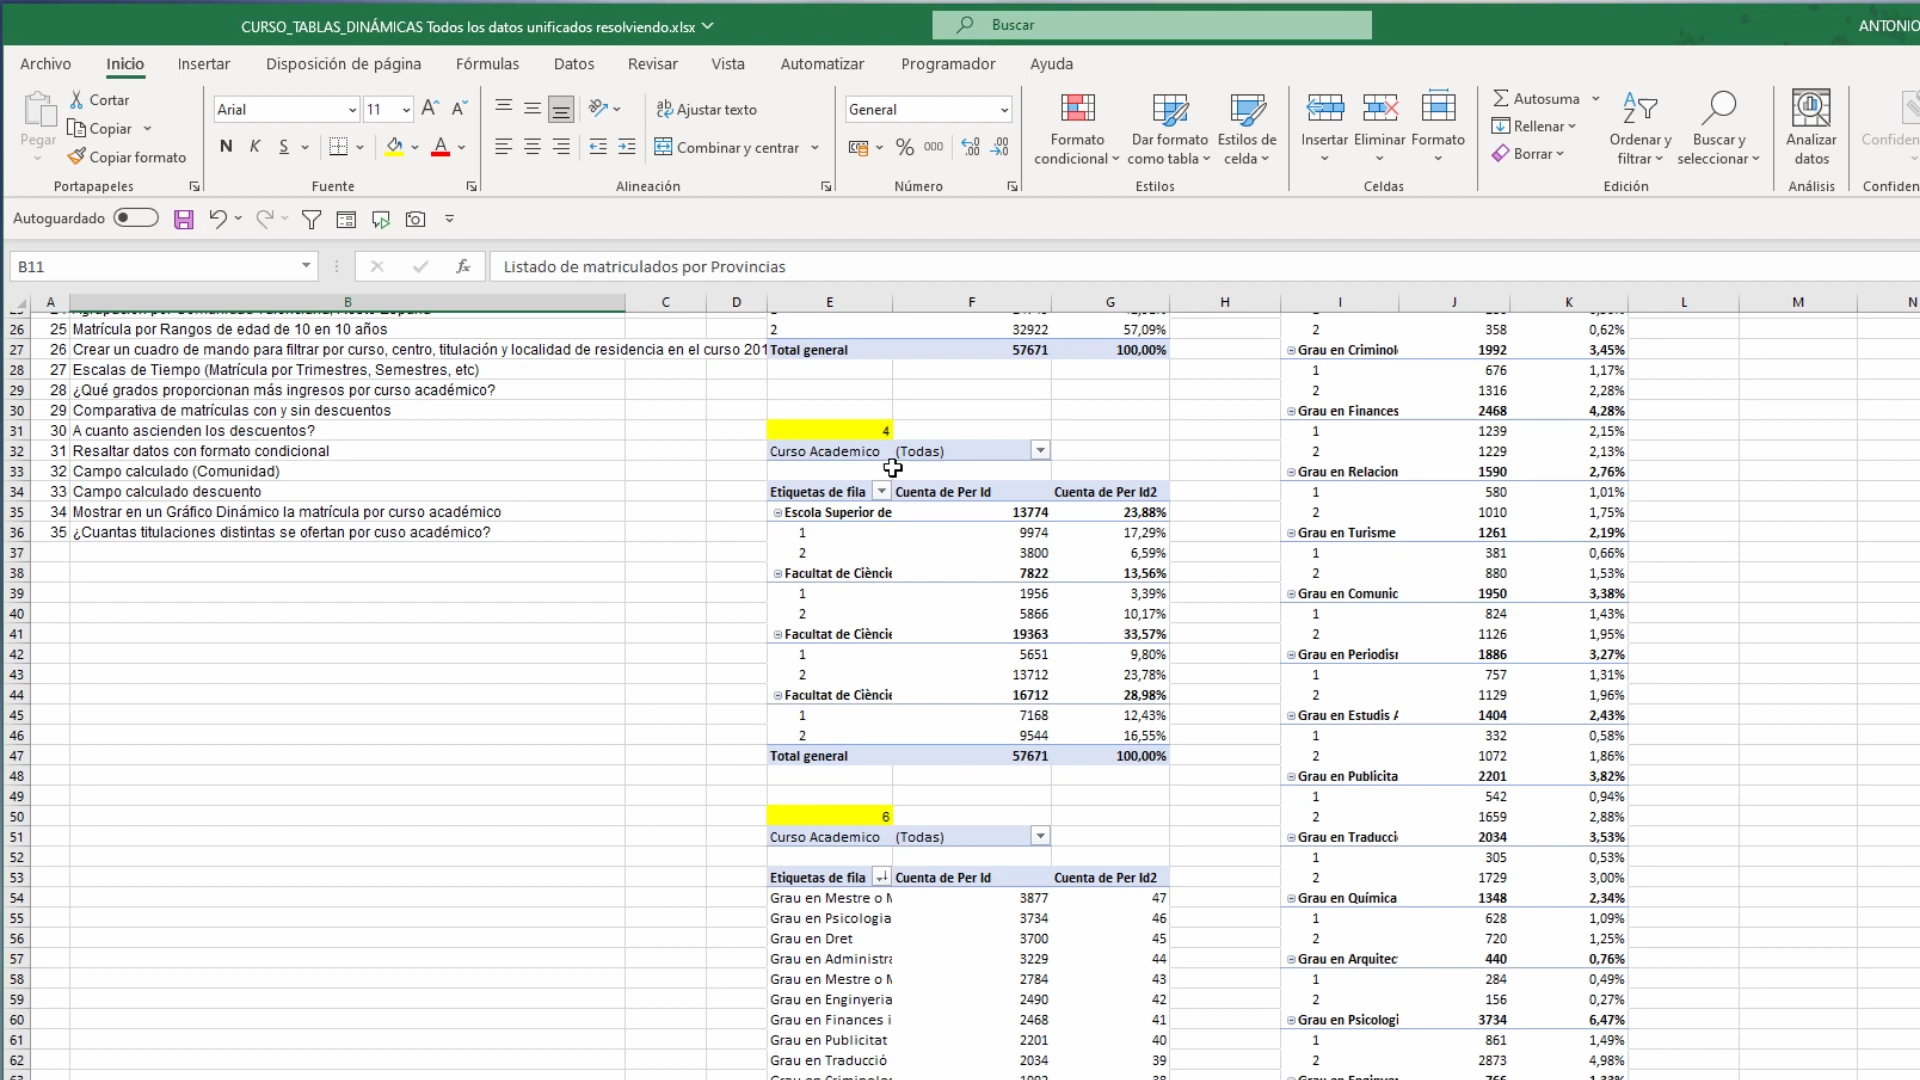 CURSO_TABLAS_DINÁMICAS Todos los datos unificados resolviendo.xlsx
Buscar
ANTONIO
Archivo Inicio Insertar Disposición de página Fórmulas Datos Revisar Vista Automatizar Programador Ayuda
Pegar
Cortar
Copiar
Copiar formato
Portapapeles
Arial 11
N K S
Fuente
Ajustar texto
Combinar y centrar
Alineación
General
% 000
Número
Formato condicional
Dar formato como tabla
Estilos de celda
Estilos
Insertar Eliminar Formato
Celdas
Autosuma
Rellenar
Borrar
Ordenar y filtrar
Buscar y seleccionar
Edición
Analizar datos
Análisis
Confiden
Confiden
Autoguardado
B11
fx Listado de matriculados por Provincias
A B C D E F G H I J K L M N
26 25 Matrícula por Rangos de edad de 10 en 10 años 2 32922 57,09% 2 358 0,62%
27 26 Crear un cuadro de mando para filtrar por curso, centro, titulación y localidad de residencia en el curso 201 Total general 57671 100,00% Grau en Criminol 1992 3,45%
28 27 Escalas de Tiempo (Matrícula por Trimestres, Semestres, etc) 1 676 1,17%
29 28 ¿Qué grados proporcionan más ingresos por curso académico? 2 1316 2,28%
30 29 Comparativa de matrículas con y sin descuentos Grau en Finances 2468 4,28%
31 30 A cuanto ascienden los descuentos? 4 1 1239 2,15%
32 31 Resaltar datos con formato condicional Curso Academico (Todas) 2 1229 2,13%
33 32 Campo calculado (Comunidad) Grau en Relacion 1590 2,76%
34 33 Campo calculado descuento Etiquetas de fila Cuenta de Per Id Cuenta de Per Id2 1 580 1,01%
35 34 Mostrar en un Gráfico Dinámico la matrícula por curso académico Escola Superior de 13774 23,88% 2 1010 1,75%
36 35 ¿Cuantas titulaciones distintas se ofertan por cuso académico? 1 9974 17,29% Grau en Turisme 1261 2,19%
37 2 3800 6,59% 1 381 0,66%
38 Facultat de Ciència 7822 13,56% 2 880 1,53%
39 1 1956 3,39% Grau en Comunic 1950 3,38%
40 2 5866 10,17% 1 824 1,43%
41 Facultat de Ciència 19363 33,57% 2 1126 1,95%
42 1 5651 9,80% Grau en Periodisr 1886 3,27%
43 2 13712 23,78% 1 757 1,31%
44 Facultat de Ciència 16712 28,98% 2 1129 1,96%
45 1 7168 12,43% Grau en Estudis A 1404 2,43%
46 2 9544 16,55% 1 332 0,58%
47 Total general 57671 100,00% 2 1072 1,86%
48 Grau en Publicita 2201 3,82%
49 1 542 0,94%
50 6 2 1659 2,88%
51 Curso Academico (Todas) Grau en Traducci 2034 3,53%
52 1 305 0,53%
53 Etiquetas de fila Cuenta de Per Id Cuenta de Per Id2 2 1729 3,00%
54 Grau en Mestre o M 3877 47 Grau en Química 1348 2,34%
55 Grau en Psicologia 3734 46 1 628 1,09%
56 Grau en Dret 3700 45 2 720 1,25%
57 Grau en Administra 3229 44 Grau en Arquitec 440 0,76%
58 Grau en Mestre o M 2784 43 1 284 0,49%
59 Grau en Enginyeria 2490 42 2 156 0,27%
60 Grau en Finances i 2468 41 Grau en Psicologi 3734 6,47%
61 Grau en Publicitat 2201 40 1 861 1,49%
62 Grau en Traducció 2034 39 2 2873 4,98%